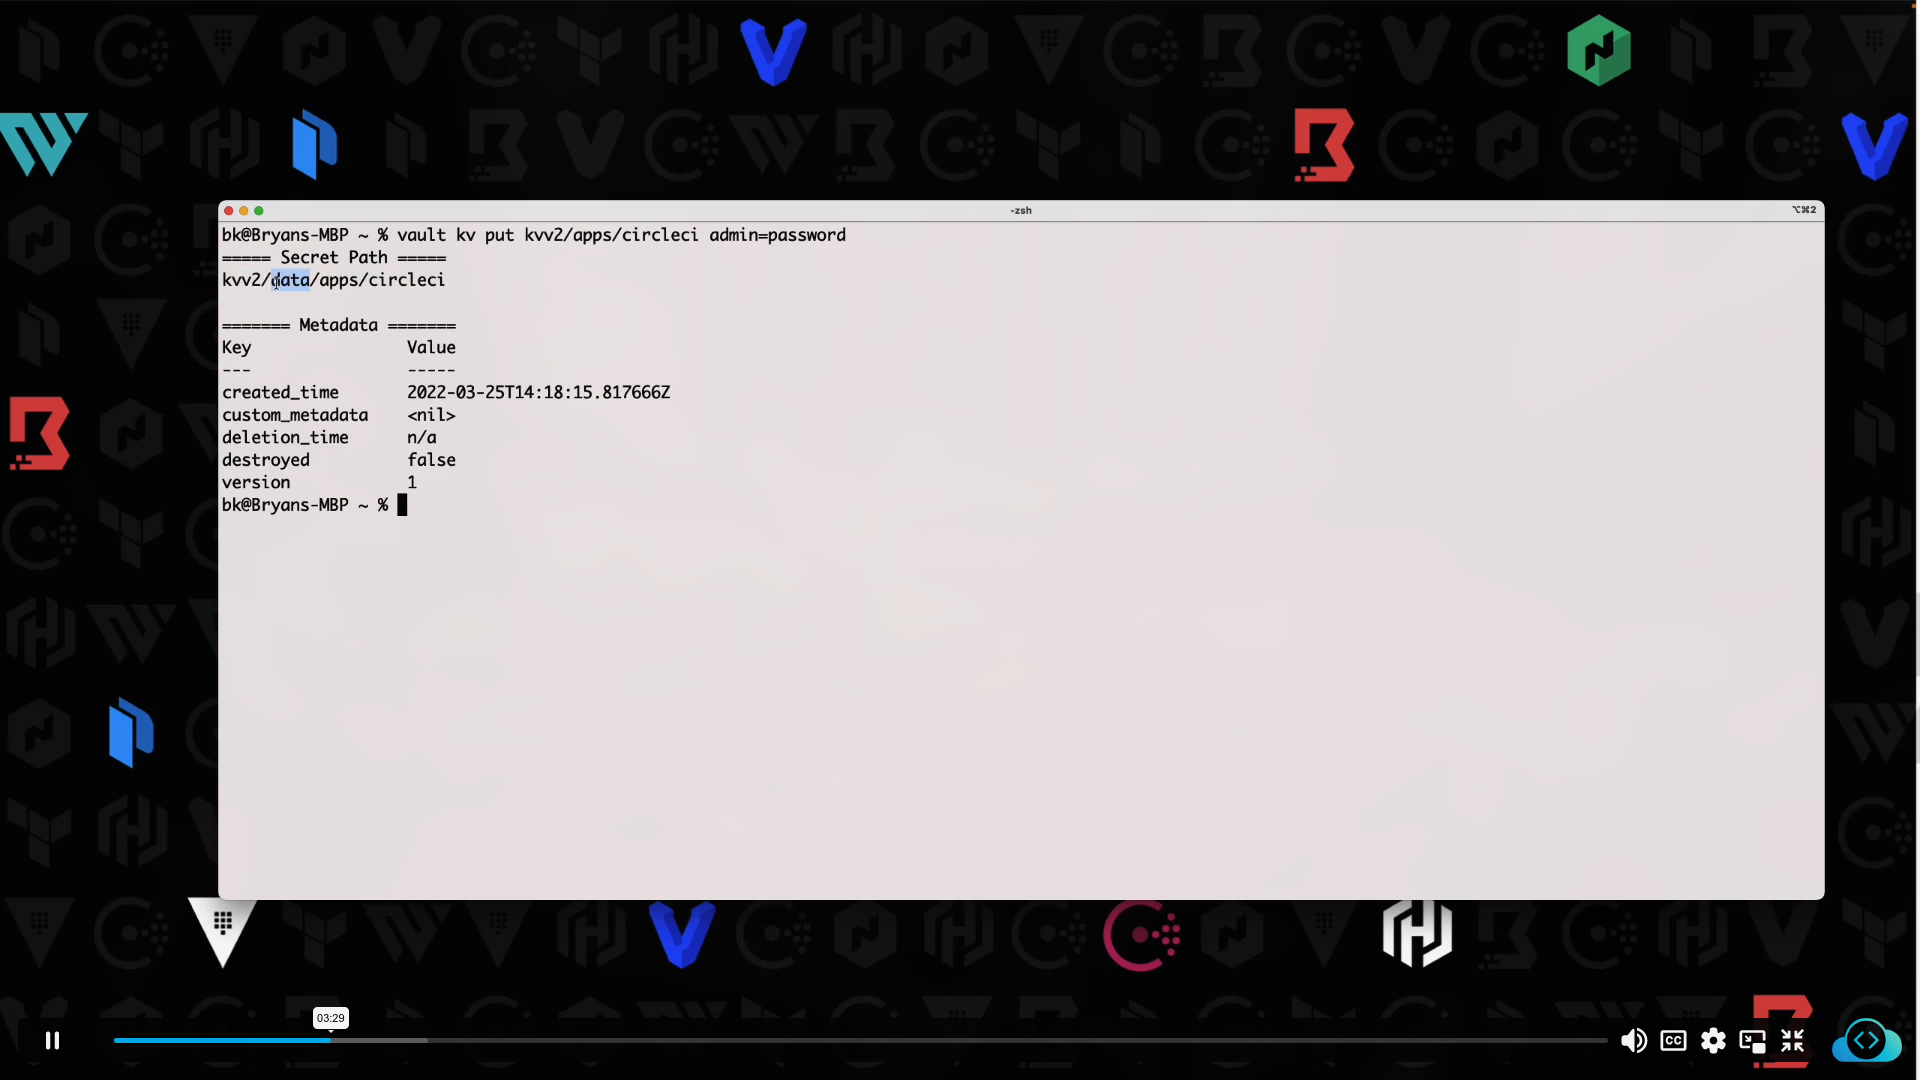 -zsh
⌥⌘2
bk@Bryans-MBP ~ % vault kv put kvv2/apps/circleci admin=password
===== Secret Path =====
kvv2/data/apps/circleci
======= Metadata =======
Key Value
--- -----
created_time 2022-03-25T14:18:15.817666Z
custom_metadata <nil>
deletion_time n/a
destroyed false
version 1
bk@Bryans-MBP ~ %
03:29
CC